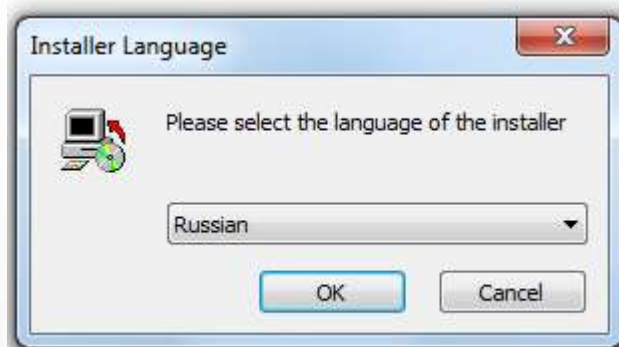 Installer Language
Please select the language of the installer
Russian
OK
Cancel